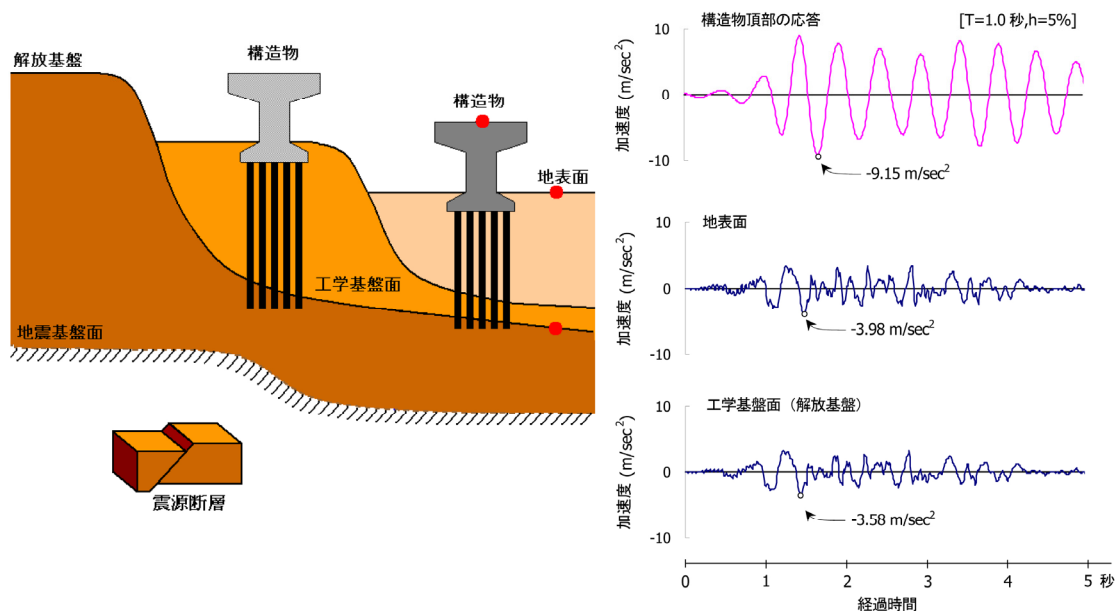 解放基盤
構造物
構造物
地表面
工学基盤面
地震基盤面
震源断層
構造物頂部の応答 [T=1.0 秒,h=5%]
加速度 (m/sec²)
10
0
-10
-9.15 m/sec²
地表面
加速度 (m/sec²)
10
0
-10
-3.98 m/sec²
工学基盤面（解放基盤）
加速度 (m/sec²)
10
0
-10
-3.58 m/sec²
0 1 2 3 4 5 秒
経過時間